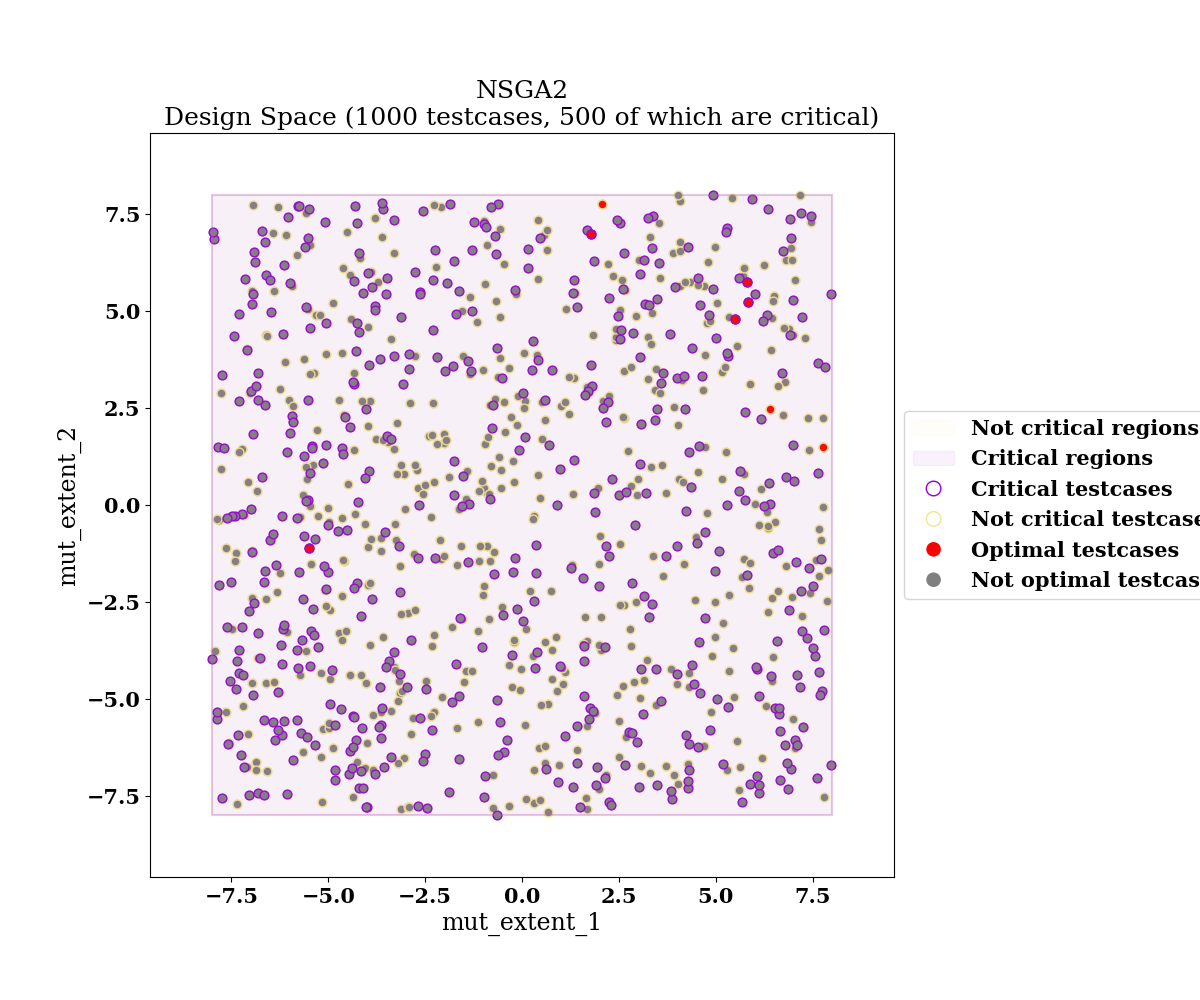 NSGA2
Design Space (1000 testcases, 500 of which are critical)
mut_extent_2
7.5
5.0
2.5
0.0
−2.5
−5.0
−7.5
−7.5
−5.0
−2.5
0.0
2.5
5.0
7.5
mut_extent_1
Not critical regions
Critical regions
Critical testcases
Not critical testcase
Optimal testcases
Not optimal testcas